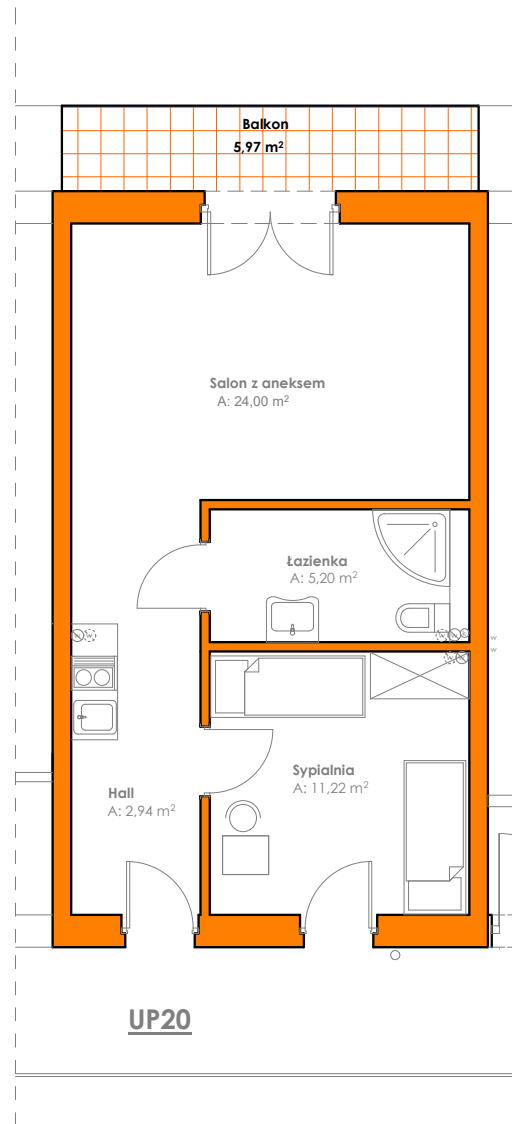 Balkon
5,97 m²
Salon z aneksem
A: 24,00 m²
Łazienka
A: 5,20 m²
W W
W W
W
W
W W
Sypialnia
A: 11,22 m²
Hall
A: 2,94 m²
UP20